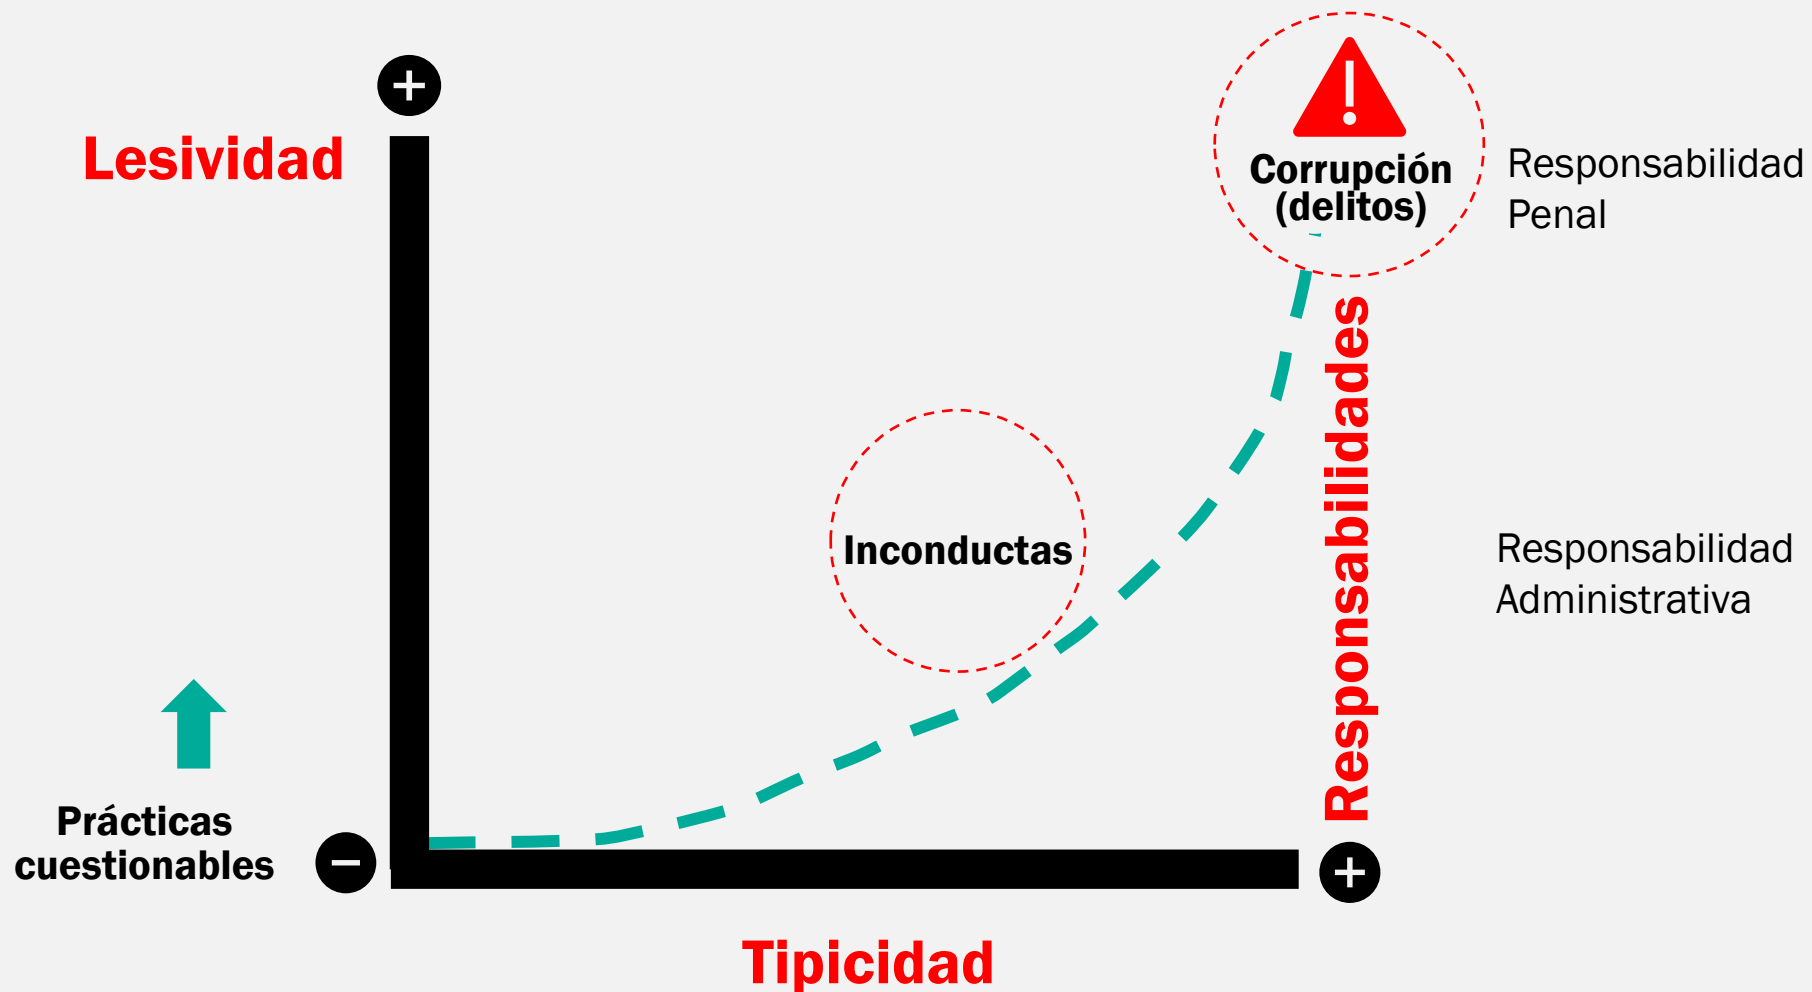 +
Lesividad
!
Corrupción
(delitos)
Responsabilidad
Penal
Responsabilidades
Inconductas
Responsabilidad
Administrativa
Prácticas
cuestionables
−
+
Tipicidad